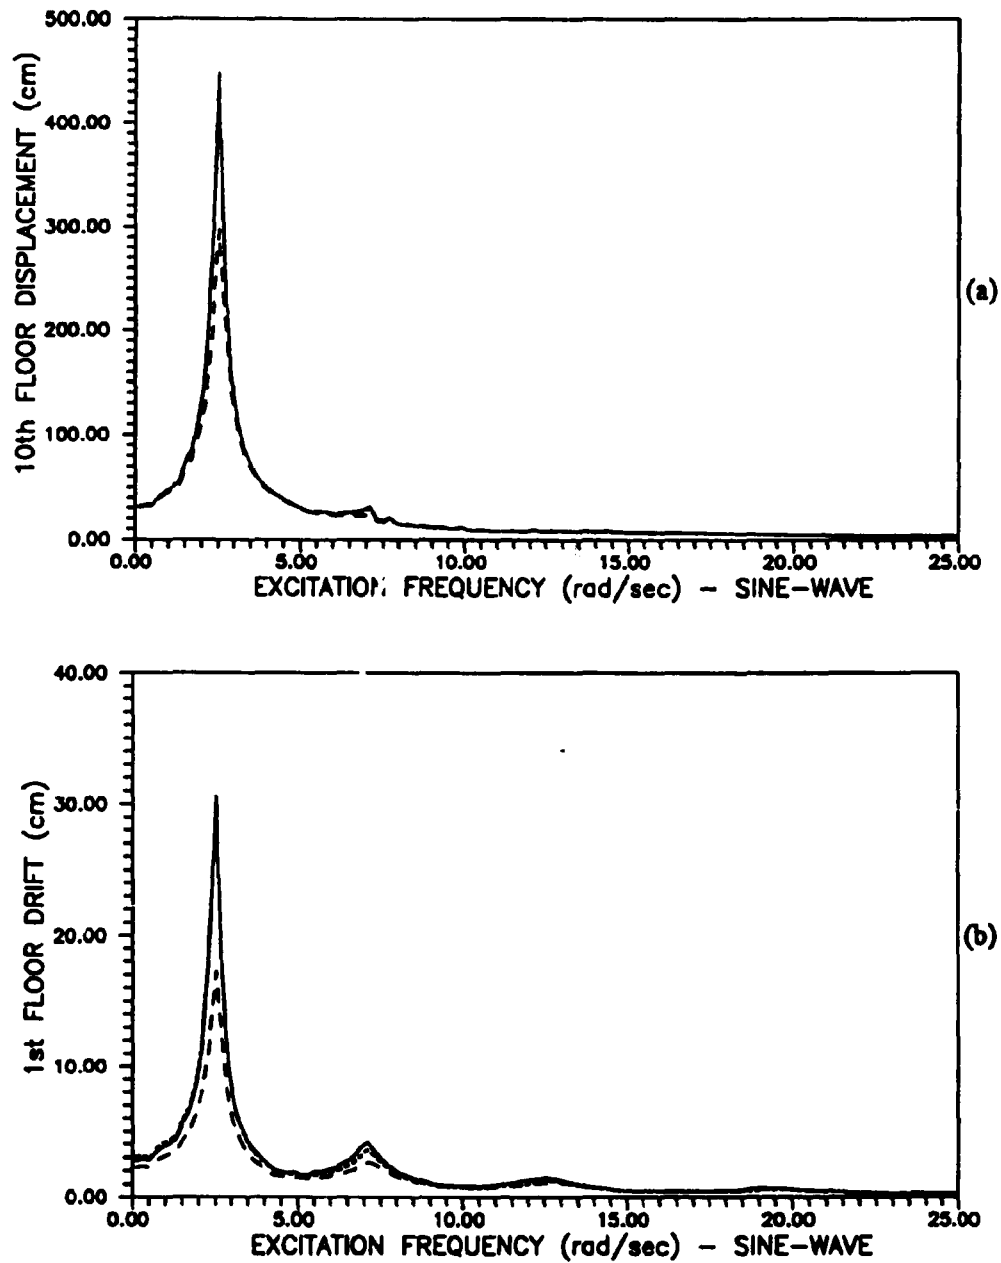 500.00
400.00
300.00
200.00
100.00
0.00
10th FLOOR DISPLACEMENT (cm)
(a)
0.00 5.00 10.00 15.00 20.00 25.00
EXCITATION FREQUENCY (rad/sec) - SINE-WAVE
40.00
30.00
20.00
10.00
0.00
1st FLOOR DRIFT (cm)
(b)
0.00 5.00 10.00 15.00 20.00 25.00
EXCITATION FREQUENCY (rad/sec) - SINE-WAVE